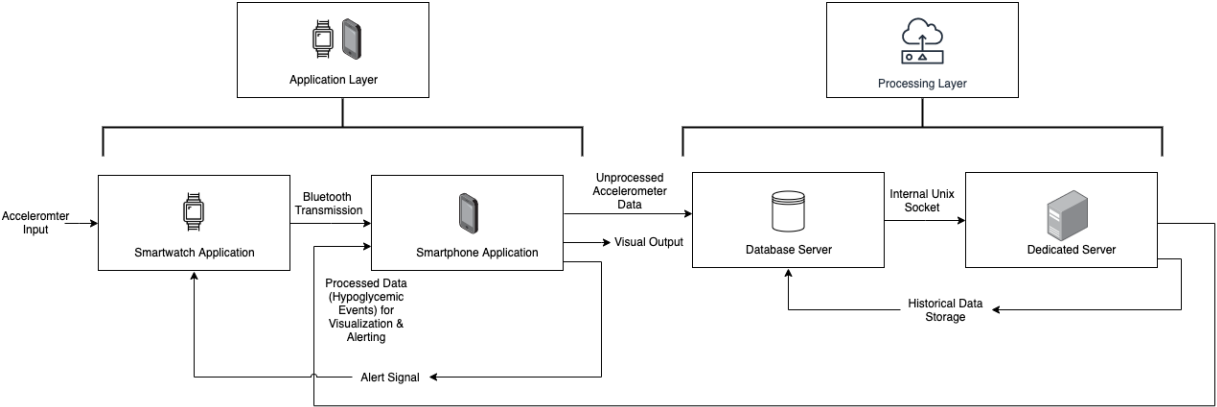 Application Layer
Processing Layer
Acceleromter
Input
Smartwatch Application
Bluetooth
Transmission
Smartphone Application
Unprocessed
Accelerometer
Data
Visual Output
Database Server
Internal Unix
Socket
Dedicated Server
Processed Data
(Hypoglycemic
Events) for
Visualization &
Alerting
Historical Data
Storage
Alert Signal